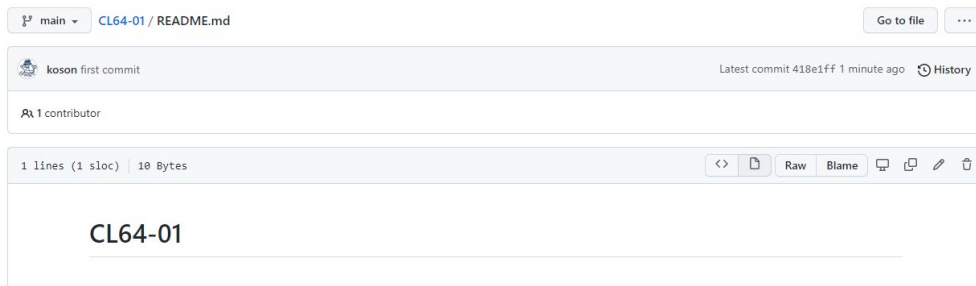 main CL64-01 / README.md Go to file ...
koson first commit Latest commit 418e1ff 1 minute ago History
1 contributor
1 lines (1 sloc) 10 Bytes <> Raw Blame
CL64-01